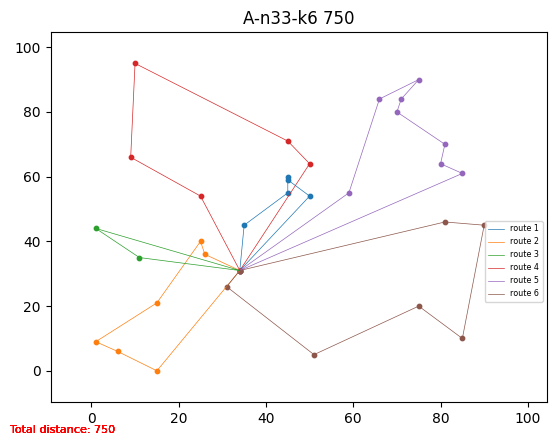 A-n33-k6 750
100
80
60
40
20
0
0 20 40 60 80 100
route 1
route 2
route 3
route 4
route 5
route 6
Total distance: 750